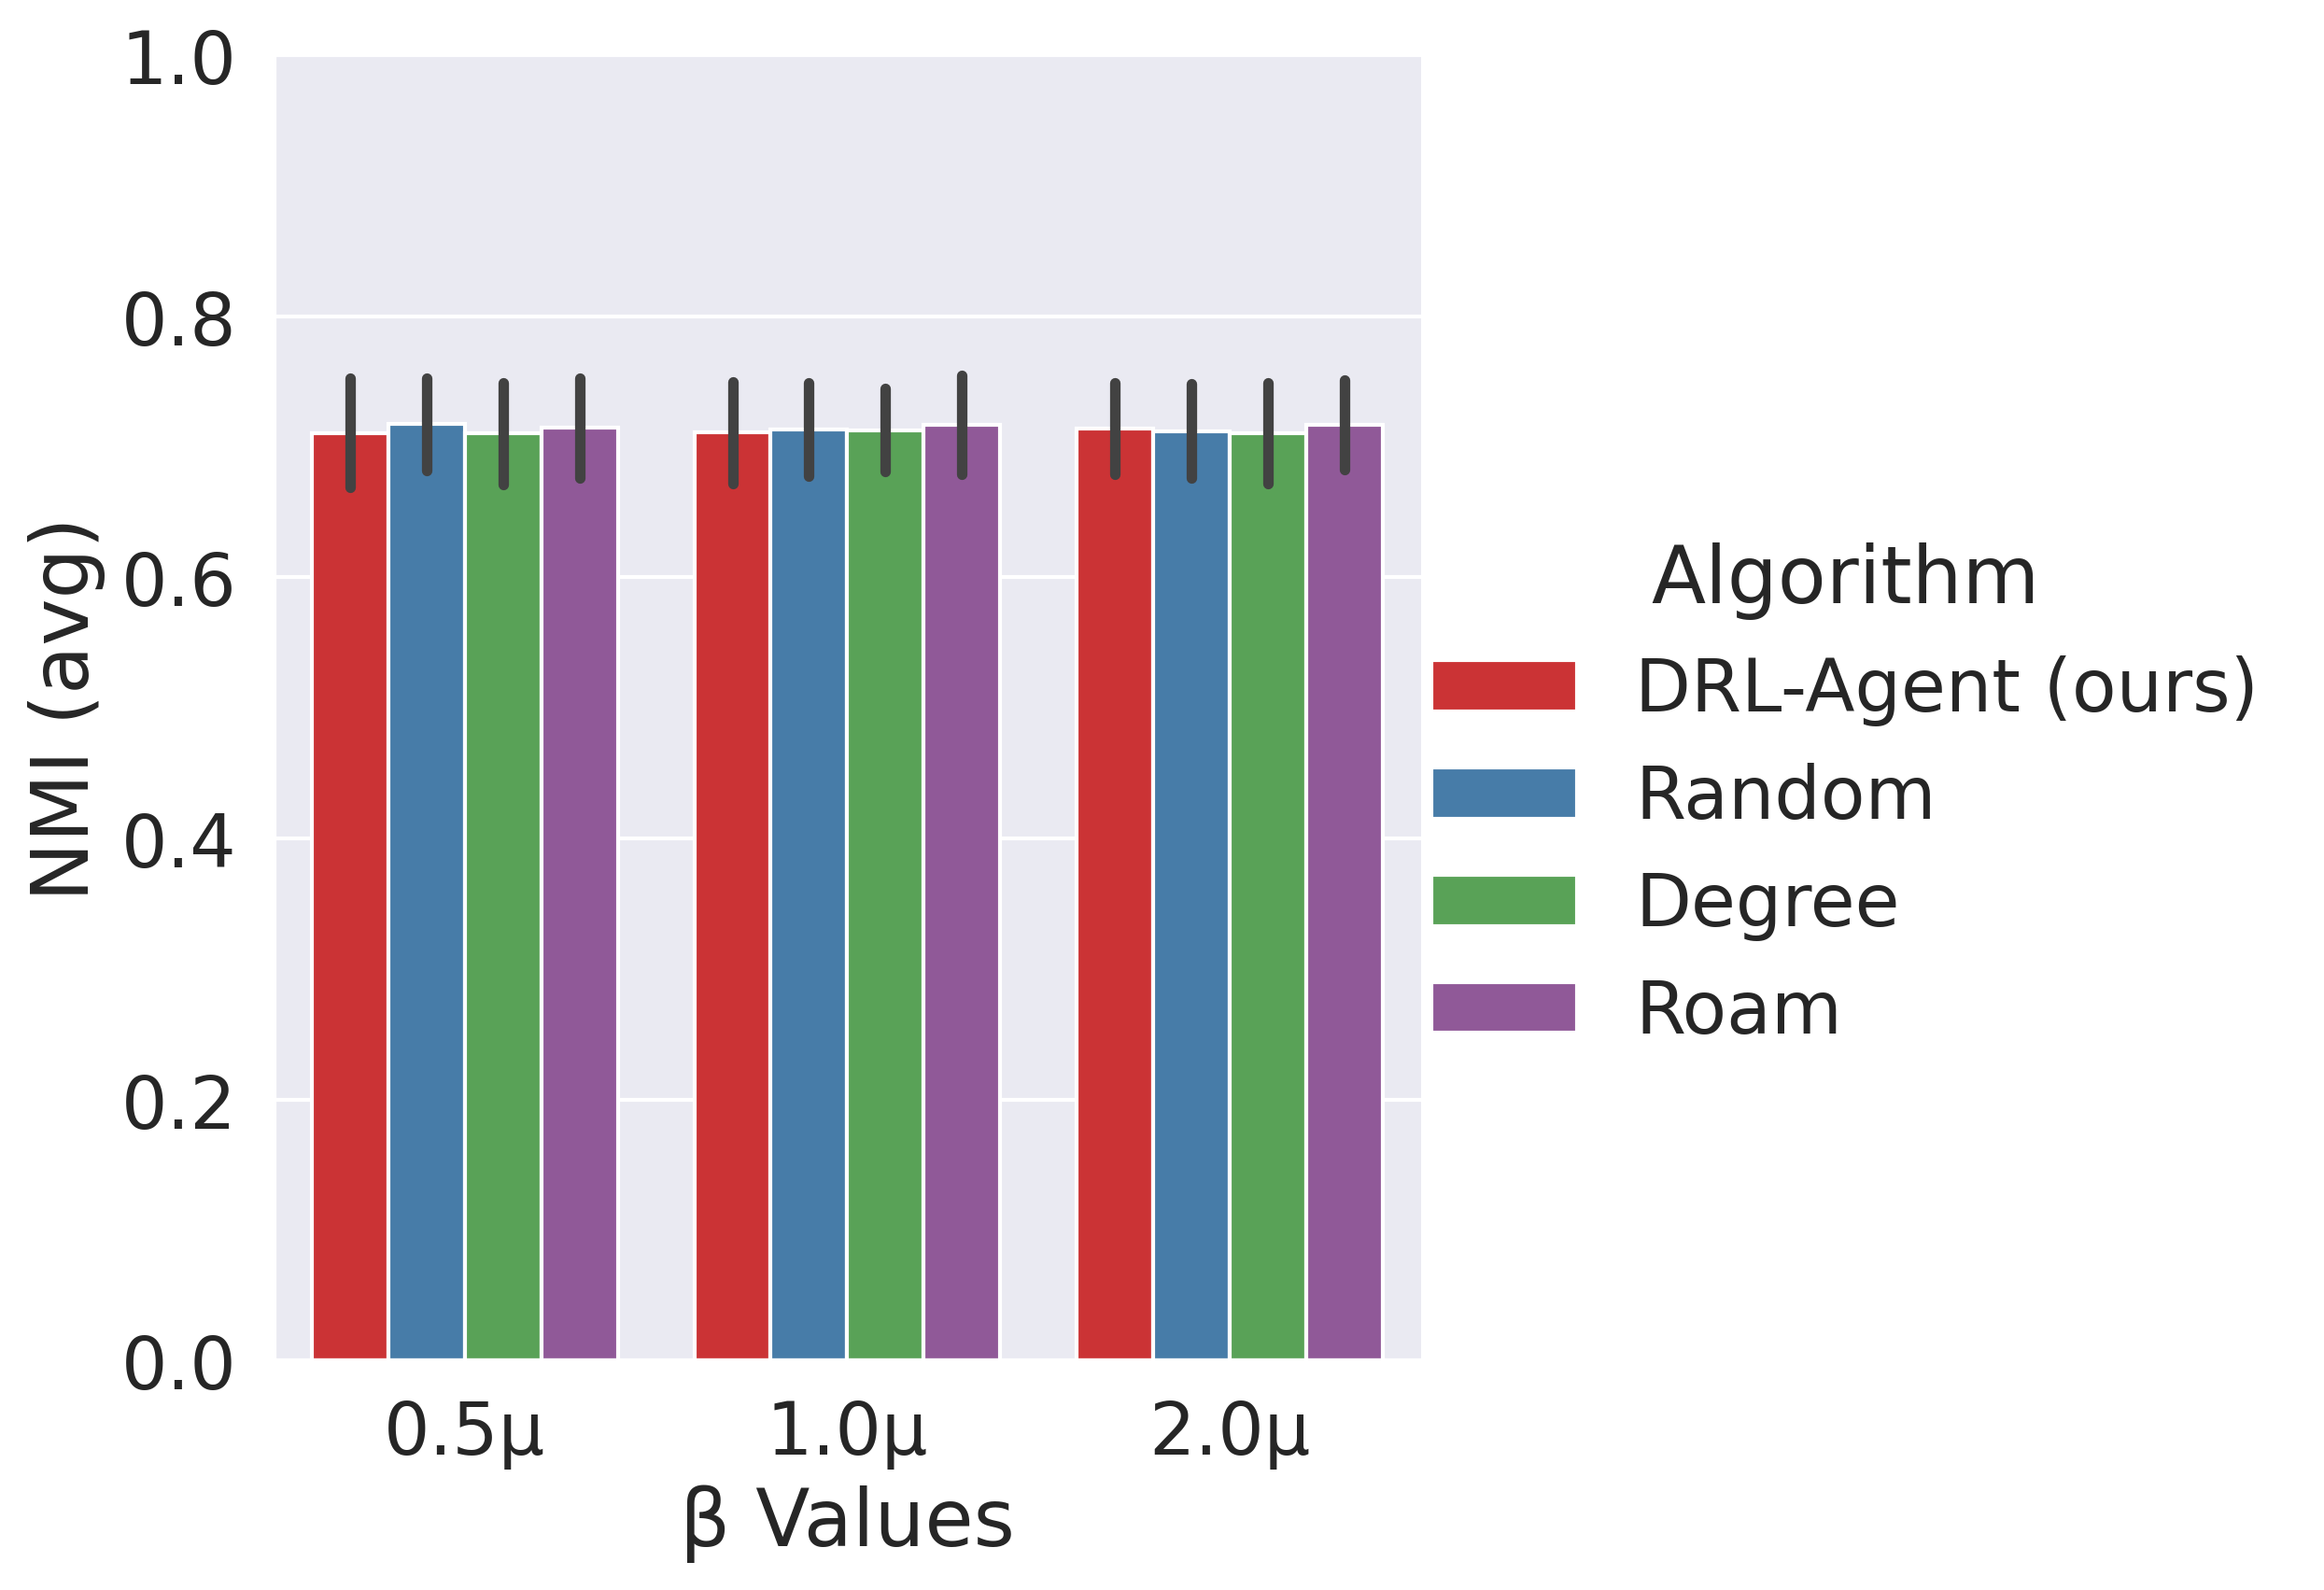 1.0
0.8
0.6
0.4
0.2
0.0
NMI (avg)
0.5μ 1.0μ 2.0μ
β Values
Algorithm
DRL-Agent (ours)
Random
Degree
Roam